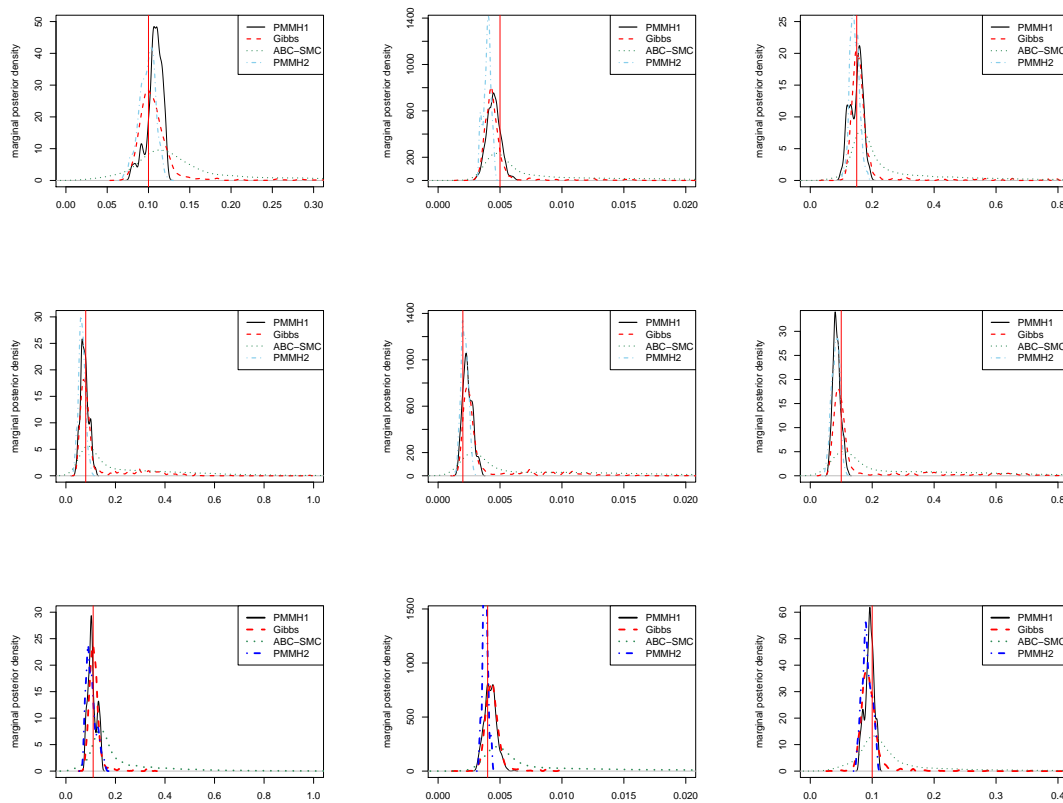 marginal posterior density
0 10 20 30 40 50
0.00 0.05 0.10 0.15 0.20 0.25 0.30
PMMH1
Gibbs
ABC−SMC
PMMH2
marginal posterior density
0 200 600 1000 1400
0.000 0.005 0.010 0.015 0.020
PMMH1
Gibbs
ABC−SMC
PMMH2
marginal posterior density
0 5 10 15 20 25
0.0 0.2 0.4 0.6
PMMH1
Gibbs
ABC−SMC
PMMH2
marginal posterior density
0 5 10 15 20 25 30
0.0 0.2 0.4 0.6 0.8 1.0
PMMH1
Gibbs
ABC−SMC
PMMH2
marginal posterior density
0 200 600 1000 1400
0.000 0.005 0.010 0.015 0.020
PMMH1
Gibbs
ABC−SMC
PMMH2
marginal posterior density
0 5 10 15 20 25 30
0.0 0.2 0.4 0.6
PMMH1
Gibbs
ABC−SMC
PMMH2
marginal posterior density
0 5 10 15 20 25 30
0.0 0.2 0.4 0.6 0.8 1.0
PMMH1
Gibbs
ABC−SMC
PMMH2
marginal posterior density
0 500 1000 1500
0.000 0.005 0.010 0.015 0.020
PMMH1
Gibbs
ABC−SMC
PMMH2
marginal posterior density
0 10 20 30 40 50 60
0.0 0.1 0.2 0.3
PMMH1
Gibbs
ABC−SMC
PMMH2